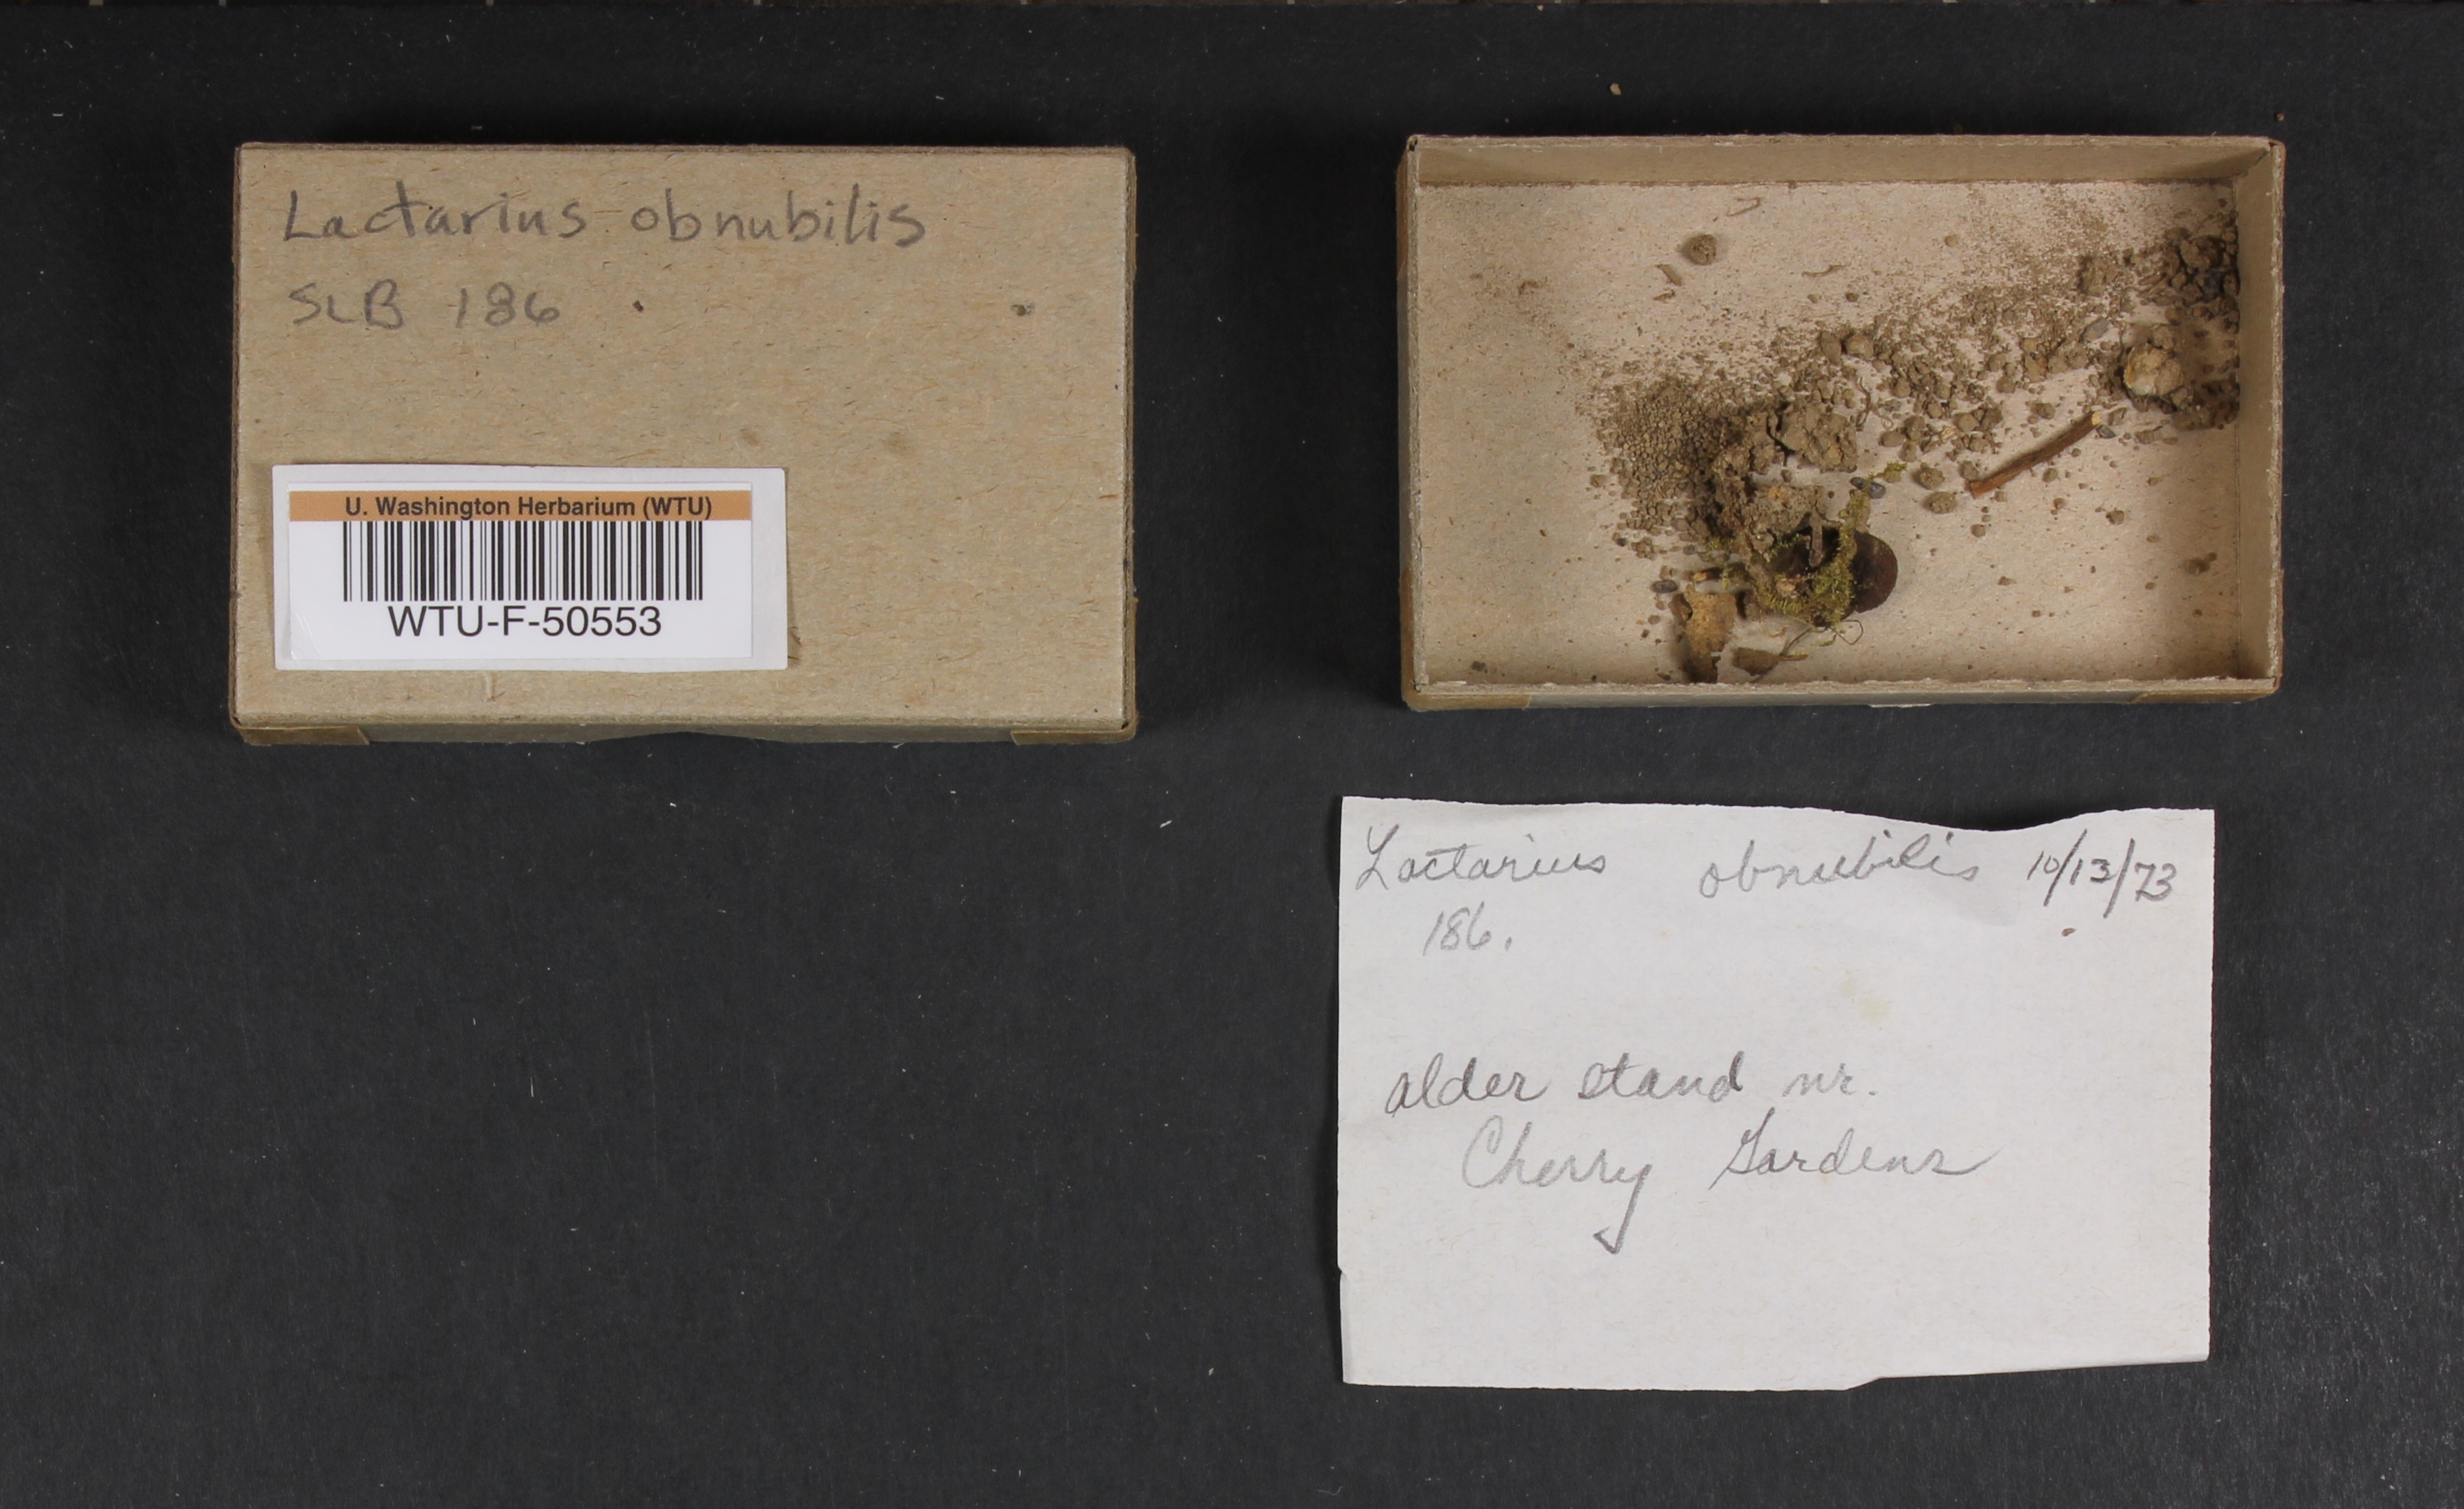 Lactarius obnubilis
SLB 186
U. Washington Herbarium (WTU)
WTU-F-50553
Lactarius obnubilis 10/13/73
186.
alder stand nr.
Cherry Gardens